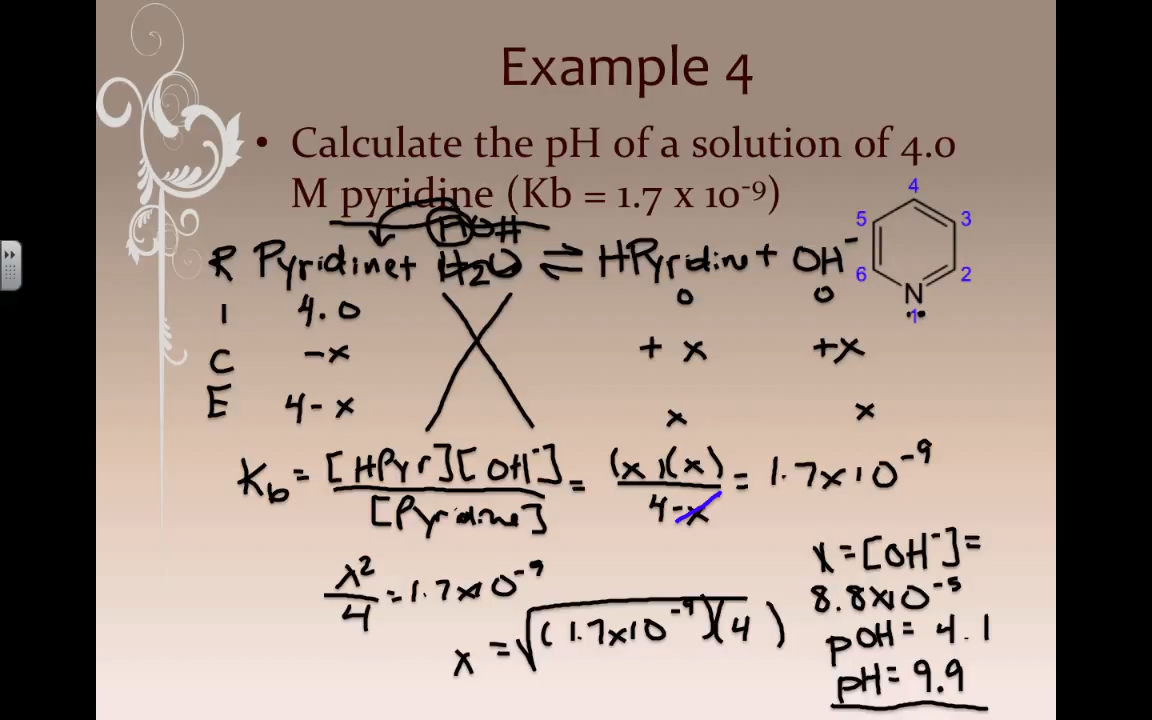 Example 4
• Calculate the pH of a solution of 4.0
M pyridine (Kb = 1.7 x 10⁻⁹)
HOH
R Pyridine + H₂O ⇌ HPyridine + OH⁻
I 4.0 0 0
C -x + x +x
E 4-x x x
Kb = [HPyr][OH⁻] / [Pyridine] = (x)(x) / 4-x = 1.7x10⁻⁹
x² / 4 = 1.7x10⁻⁹
x = √(1.7x10⁻⁹)(4)
x = [OH⁻] =
8.8x10⁻⁵
pOH = 4.1
pH = 9.9
4
5 3
6 2
N
1